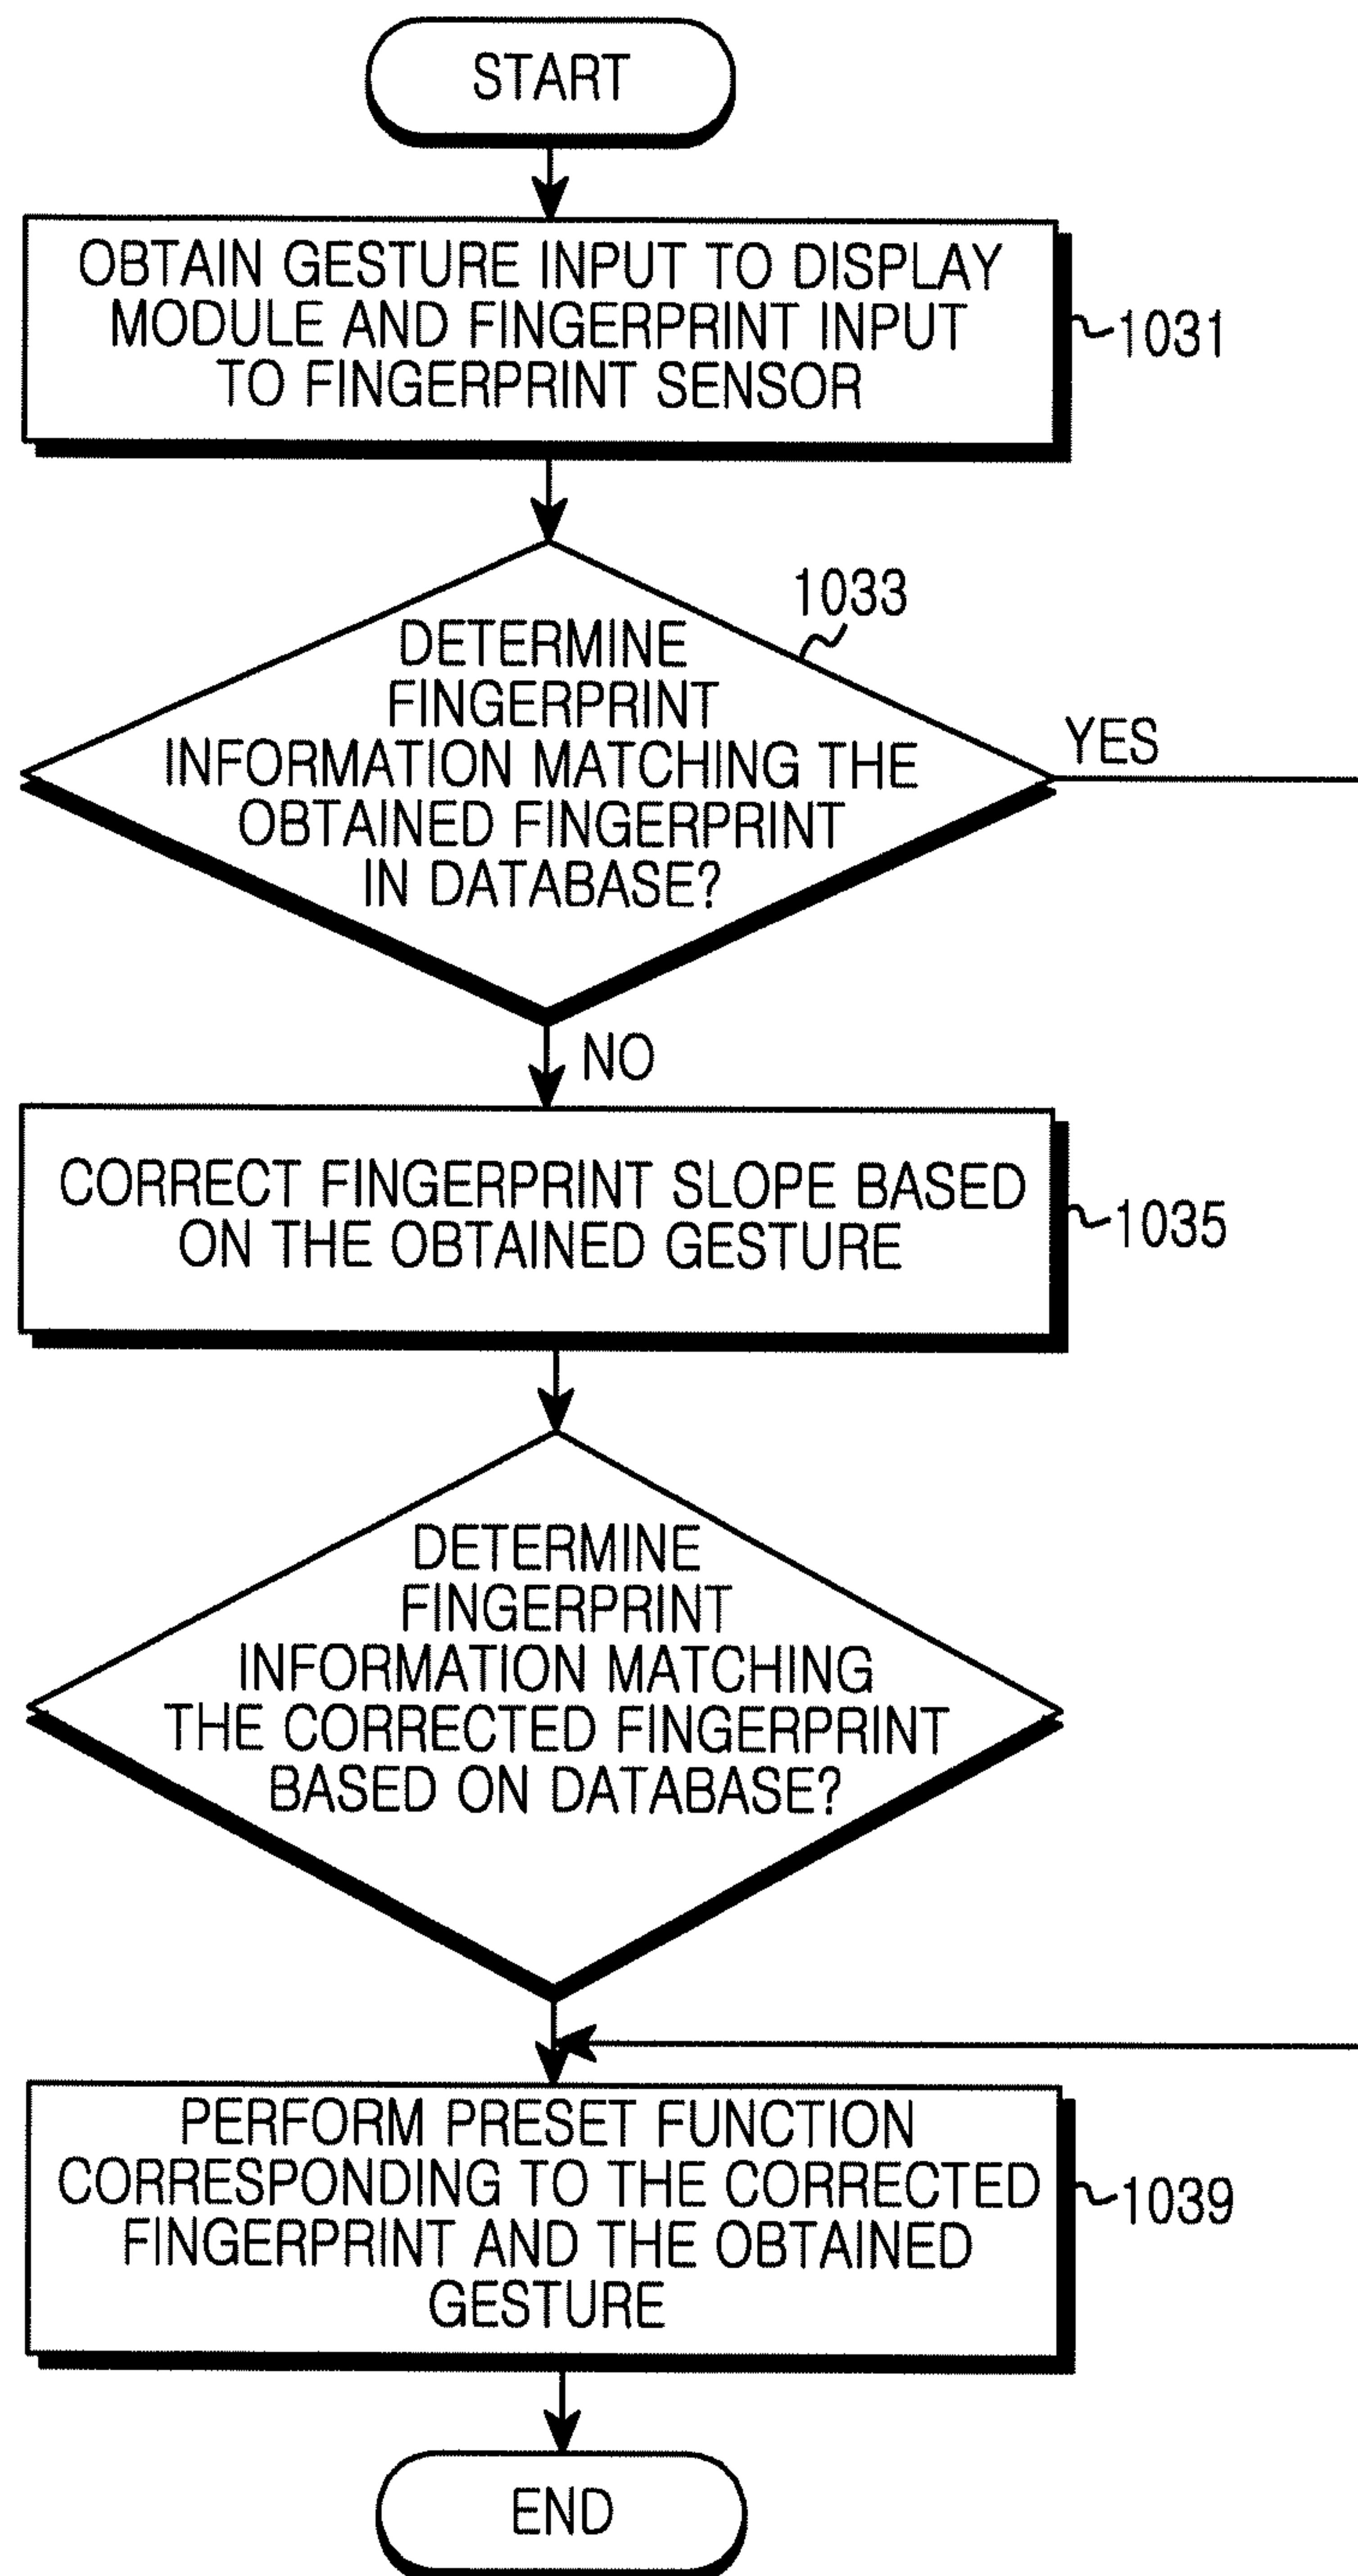 START
OBTAIN GESTURE INPUT TO DISPLAY
MODULE AND FINGERPRINT INPUT
TO FINGERPRINT SENSOR
1031
1033
DETERMINE
FINGERPRINT
INFORMATION MATCHING THE
OBTAINED FINGERPRINT
IN DATABASE?
YES
NO
CORRECT FINGERPRINT SLOPE BASED
ON THE OBTAINED GESTURE
1035
DETERMINE
FINGERPRINT
INFORMATION MATCHING
THE CORRECTED FINGERPRINT
BASED ON DATABASE?
PERFORM PRESET FUNCTION
CORRESPONDING TO THE CORRECTED
FINGERPRINT AND THE OBTAINED
GESTURE
1039
END